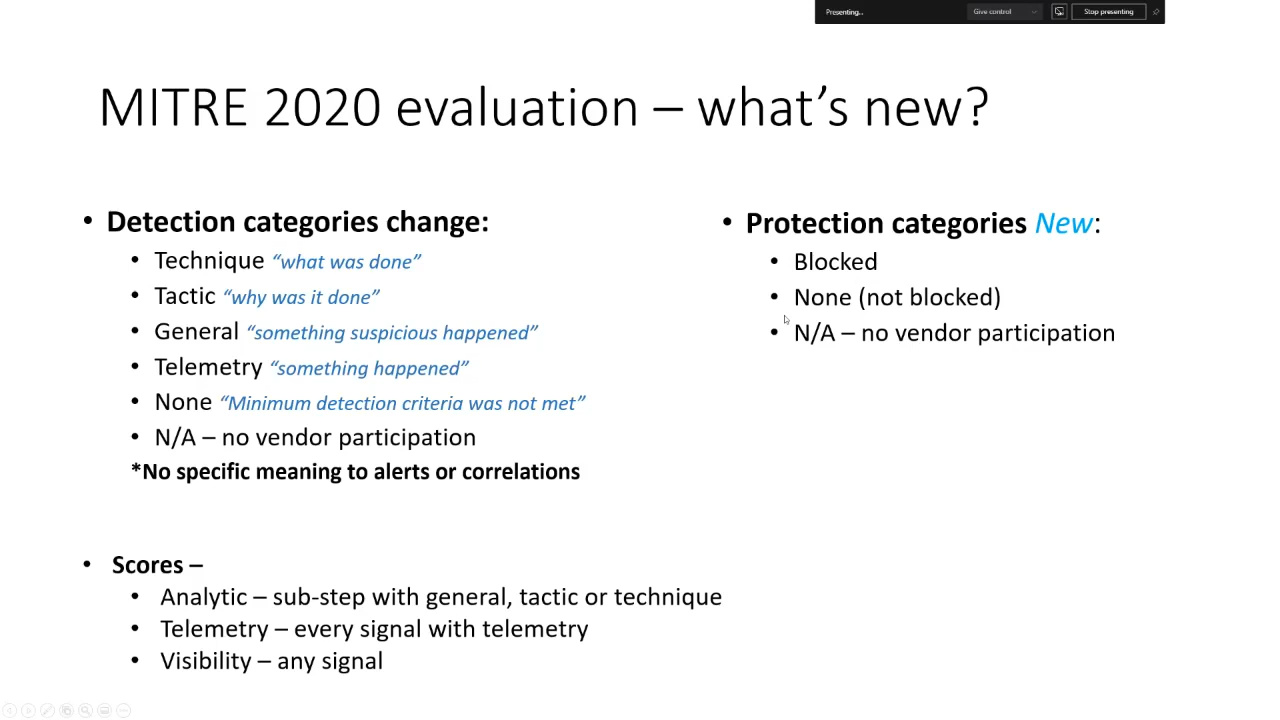 Presenting...
Give control
Stop presenting
MITRE 2020 evaluation – what’s new?
• Detection categories change:
• Technique “what was done”
• Tactic “why was it done”
• General “something suspicious happened”
• Telemetry “something happened”
• None “Minimum detection criteria was not met”
• N/A – no vendor participation
*No specific meaning to alerts or correlations
• Protection categories New:
• Blocked
• None (not blocked)
• N/A – no vendor participation
• Scores –
• Analytic – sub-step with general, tactic or technique
• Telemetry – every signal with telemetry
• Visibility – any signal